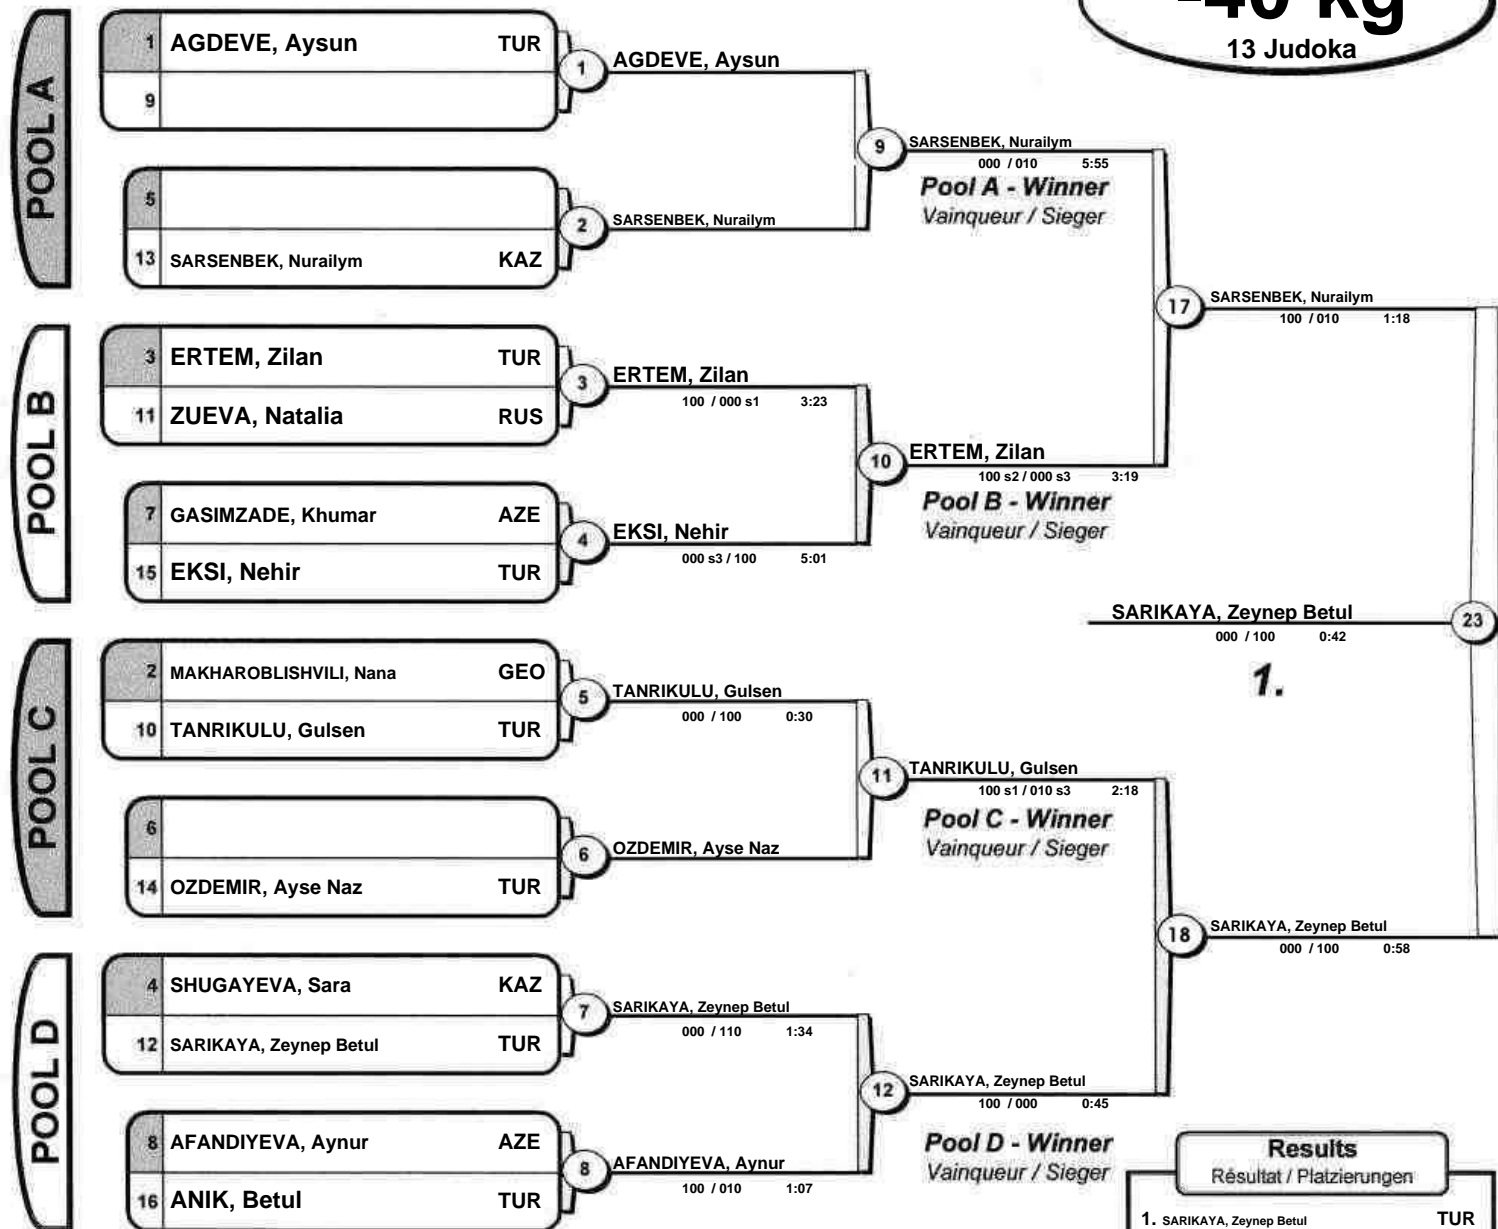 -40 kg
13 Judoka
POOL A
1 AGDEVE, Aysun TUR
9
1 AGDEVE, Aysun
5
13 SARSENBEK, Nurailym KAZ
2 SARSENBEK, Nurailym
9 SARSENBEK, Nurailym
000 / 010 5:55
Pool A - Winner
Vainqueur / Sieger
POOL B
3 ERTEM, Zilan TUR
11 ZUEVA, Natalia RUS
3 ERTEM, Zilan
100 / 000 s1 3:23
7 GASIMZADE, Khumar AZE
15 EKSI, Nehir TUR
4 EKSI, Nehir
000 s3 / 100 5:01
10 ERTEM, Zilan
100 s2 / 000 s3 3:19
Pool B - Winner
Vainqueur / Sieger
17 SARSENBEK, Nurailym
100 / 010 1:18
SARIKAYA, Zeynep Betul 23
000 / 100 0:42
1.
POOL C
2 MAKHAROBLISHVILI, Nana GEO
10 TANRIKULU, Gulsen TUR
5 TANRIKULU, Gulsen
000 / 100 0:30
6
14 OZDEMIR, Ayse Naz TUR
6 OZDEMIR, Ayse Naz
11 TANRIKULU, Gulsen
100 s1 / 010 s3 2:18
Pool C - Winner
Vainqueur / Sieger
POOL D
4 SHUGAYEVA, Sara KAZ
12 SARIKAYA, Zeynep Betul TUR
7 SARIKAYA, Zeynep Betul
000 / 110 1:34
8 AFANDIYEVA, Aynur AZE
16 ANIK, Betul TUR
8 AFANDIYEVA, Aynur
100 / 010 1:07
12 SARIKAYA, Zeynep Betul
100 / 000 0:45
Pool D - Winner
Vainqueur / Sieger
18 SARIKAYA, Zeynep Betul
000 / 100 0:58
Results
Résultat / Platzierungen
1. SARIKAYA, Zeynep Betul TUR